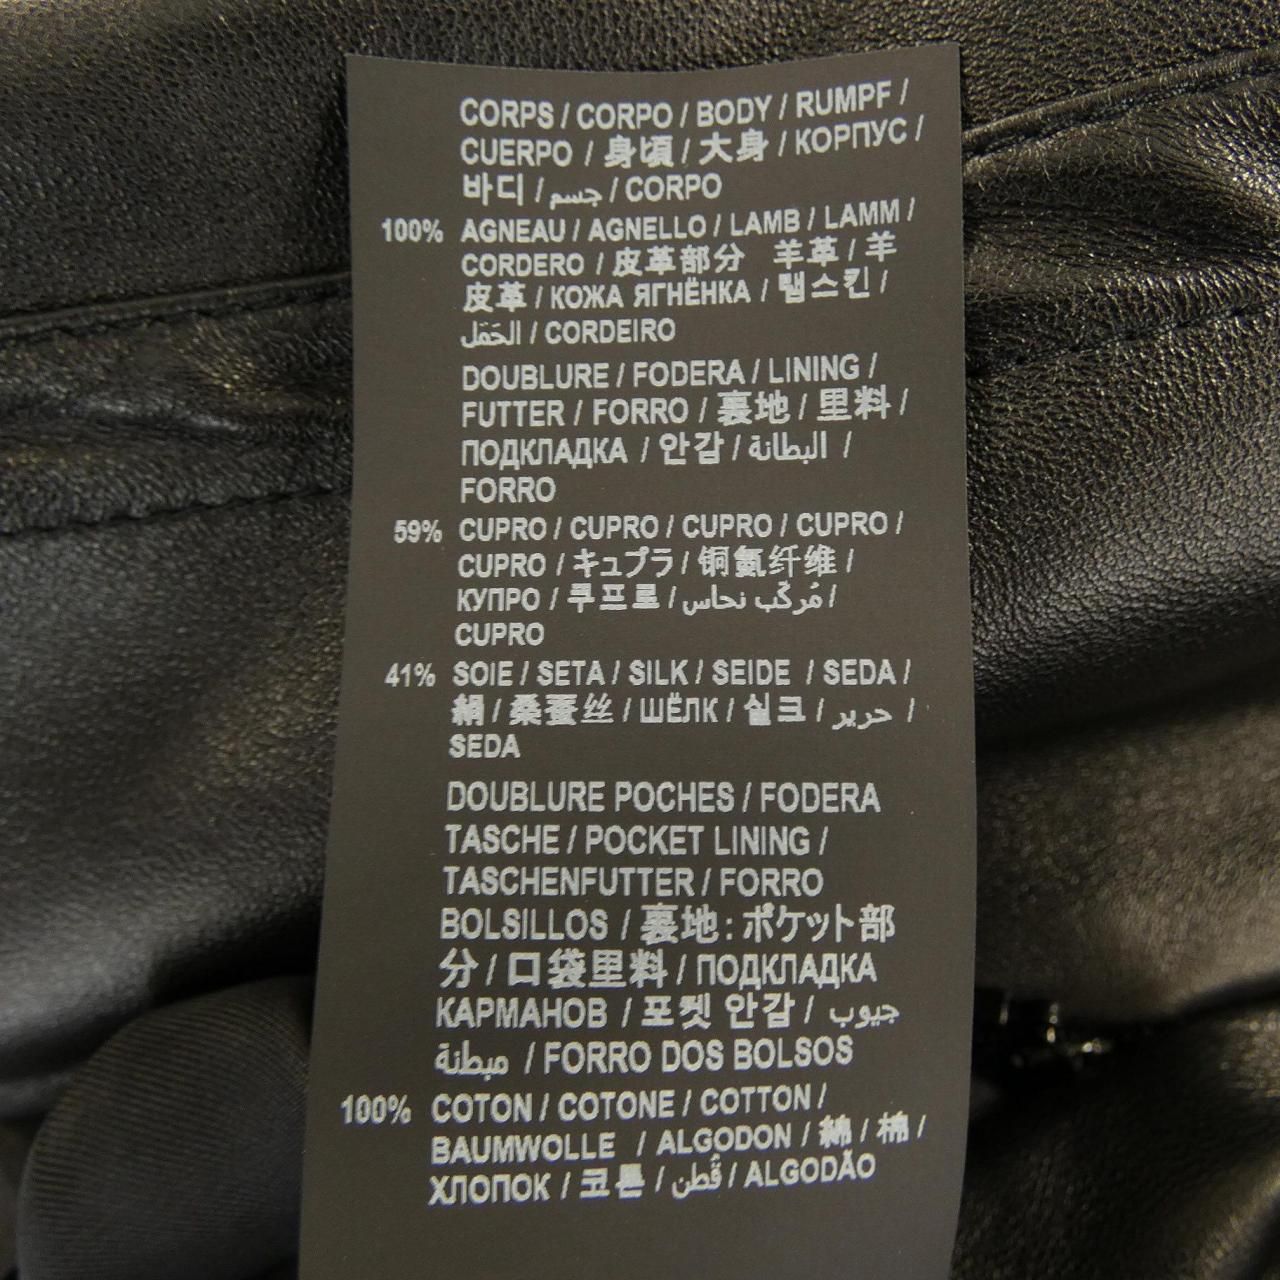 CORPS / CORPO / BODY / RUMPF /
CUERPO / 身頃 / 大身 / КОРПУС /
바디 / جسم / CORPO
100% AGNEAU / AGNELLO / LAMB / LAMM /
CORDERO / 皮革部分 羊革 / 羊
皮革 / КОЖА ЯГНЁНКА / 램스킨 /
الحَمَل / CORDEIRO
DOUBLURE / FODERA / LINING /
FUTTER / FORRO / 裏地 / 里料 /
ПОДКЛАДКА / 안감 / البطانة /
FORRO
59% CUPRO / CUPRO / CUPRO / CUPRO /
CUPRO / キュプラ / 铜氨纤维 /
КУПРО / 쿠프로 / مُركّب نحاس /
CUPRO
41% SOIE / SETA / SILK / SEIDE / SEDA /
絹 / 桑蚕丝 / ШЁЛК / 실크 / حرير /
SEDA
DOUBLURE POCHES / FODERA
TASCHE / POCKET LINING /
TASCHENFUTTER / FORRO
BOLSILLOS / 裏地：ポケット部
分 / 口袋里料 / ПОДКЛАДКА
КАРМАНОВ / 포켓 안감 / جيوب
مبطنة / FORRO DOS BOLSOS
100% COTON / COTONE / COTTON /
BAUMWOLLE / ALGODON / 綿 / 棉 /
ХЛОПОК / 코튼 / قُطن / ALGODÃO